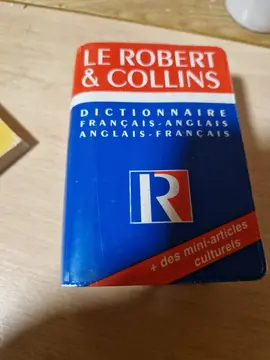 LE ROBERT
& COLLINS
DICTIONNAIRE
FRANÇAIS-ANGLAIS
ANGLAIS-FRANÇAIS
R
+ des mini-articles
culturels